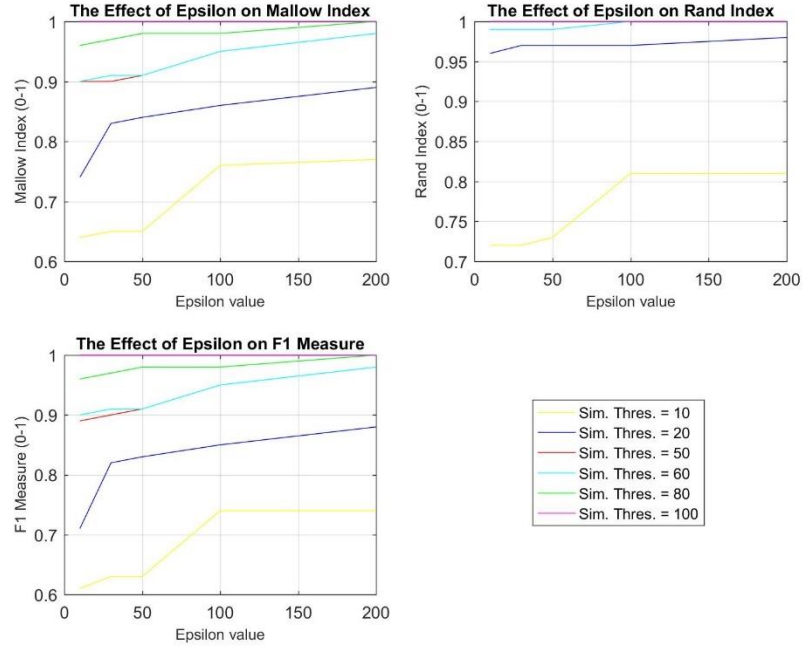 The Effect of Epsilon on Mallow Index
Mallow Index (0-1)
1
0.9
0.8
0.7
0.6
0 50 100 150 200
Epsilon value
The Effect of Epsilon on Rand Index
Rand Index (0-1)
1
0.95
0.9
0.85
0.8
0.75
0.7
0 50 100 150 200
Epsilon value
The Effect of Epsilon on F1 Measure
F1 Measure (0-1)
1
0.9
0.8
0.7
0.6
0 50 100 150 200
Epsilon value
Sim. Thres. = 10
Sim. Thres. = 20
Sim. Thres. = 50
Sim. Thres. = 60
Sim. Thres. = 80
Sim. Thres. = 100